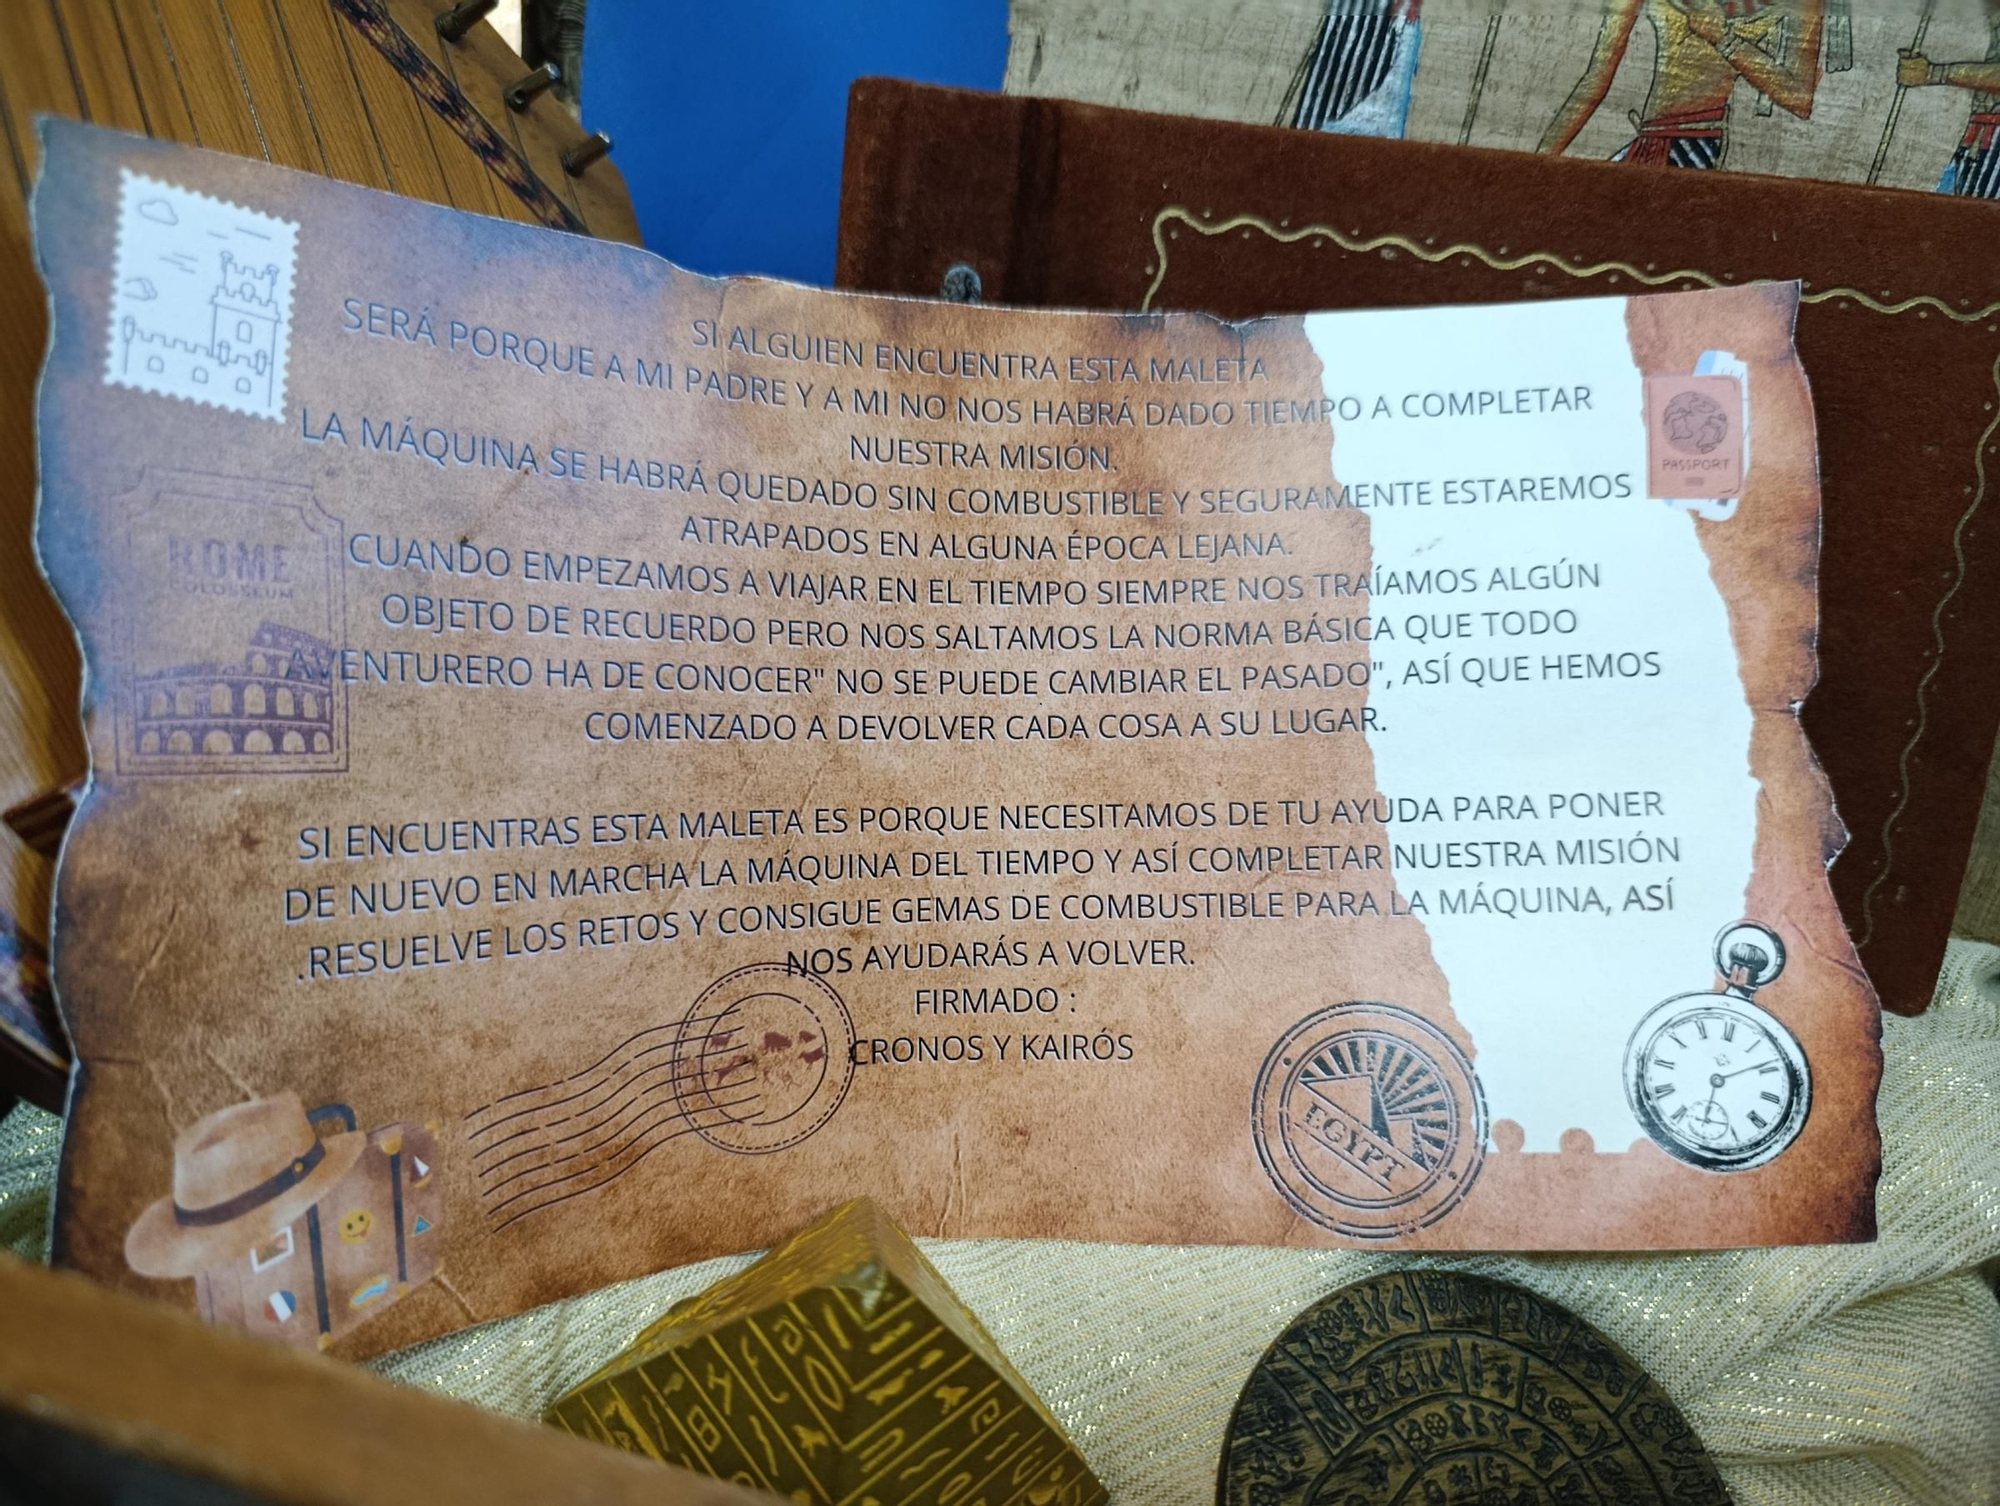 SI ALGUIEN ENCUENTRA ESTA MALETA
SERÁ PORQUE A MI PADRE Y A MI NO NOS HABRÁ DADO TIEMPO A COMPLETAR
NUESTRA MISIÓN.
LA MÁQUINA SE HABRÁ QUEDADO SIN COMBUSTIBLE Y SEGURAMENTE ESTAREMOS
ATRAPADOS EN ALGUNA ÉPOCA LEJANA.
CUANDO EMPEZAMOS A VIAJAR EN EL TIEMPO SIEMPRE NOS TRAÍAMOS ALGÚN
OBJETO DE RECUERDO PERO NOS SALTAMOS LA NORMA BÁSICA QUE TODO
AVENTURERO HA DE CONOCER" NO SE PUEDE CAMBIAR EL PASADO", ASÍ QUE HEMOS
COMENZADO A DEVOLVER CADA COSA A SU LUGAR.
SI ENCUENTRAS ESTA MALETA ES PORQUE NECESITAMOS DE TU AYUDA PARA PONER
DE NUEVO EN MARCHA LA MÁQUINA DEL TIEMPO Y ASÍ COMPLETAR NUESTRA MISIÓN
.RESUELVE LOS RETOS Y CONSIGUE GEMAS DE COMBUSTIBLE PARA LA MÁQUINA, ASÍ
NOS AYUDARÁS A VOLVER.
FIRMADO :
CRONOS Y KAIRÓS
PASSPORT
ROME
COLOSSEUM
EGYPT